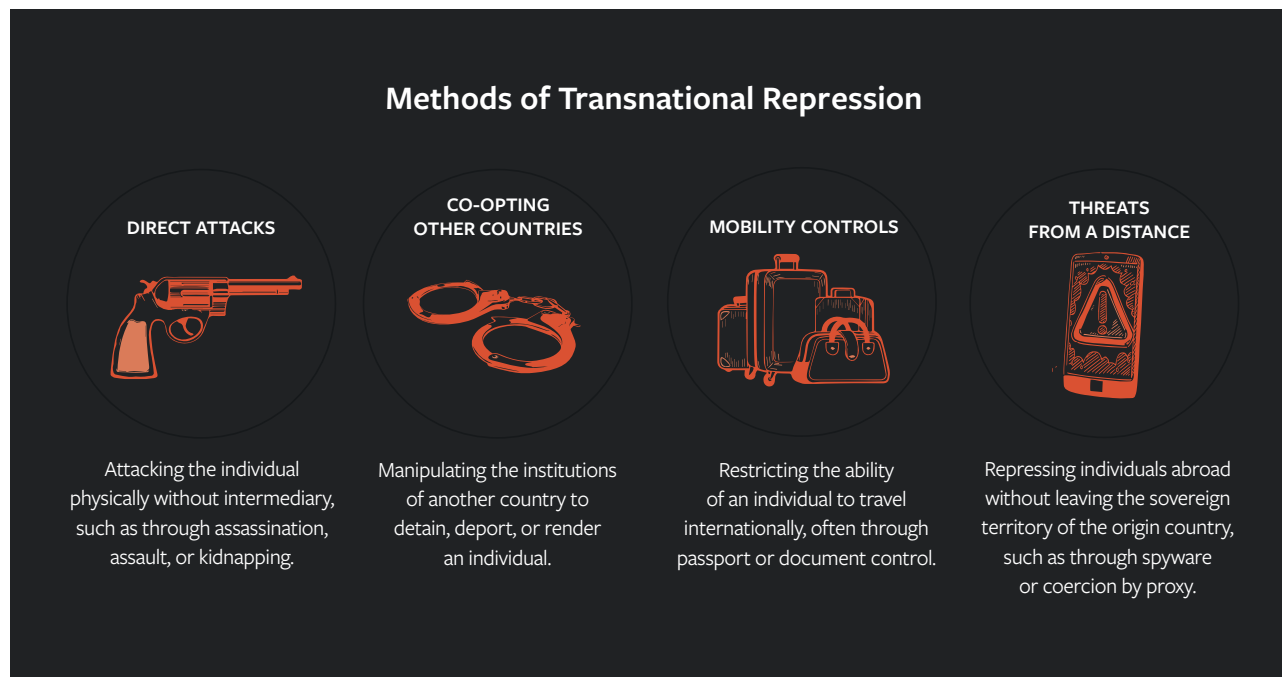 Methods of Transnational Repression
DIRECT ATTACKS
Attacking the individual
physically without intermediary,
such as through assassination,
assault, or kidnapping.
CO-OPTING
OTHER COUNTRIES
Manipulating the institutions
of another country to
detain, deport, or render
an individual.
MOBILITY CONTROLS
Restricting the ability
of an individual to travel
internationally, often through
passport or document control.
THREATS
FROM A DISTANCE
Repressing individuals abroad
without leaving the sovereign
territory of the origin country,
such as through spyware
or coercion by proxy.